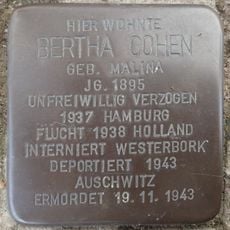 HIER WOHNTE
BERTHA COHEN
GEB. MALINA
JG. 1895
UNFREIWILLIG VERZOGEN
1937 HAMBURG
FLUCHT 1938 HOLLAND
INTERNIERT WESTERBORK
DEPORTIERT 1943
AUSCHWITZ
ERMORDET 19. 11. 1943